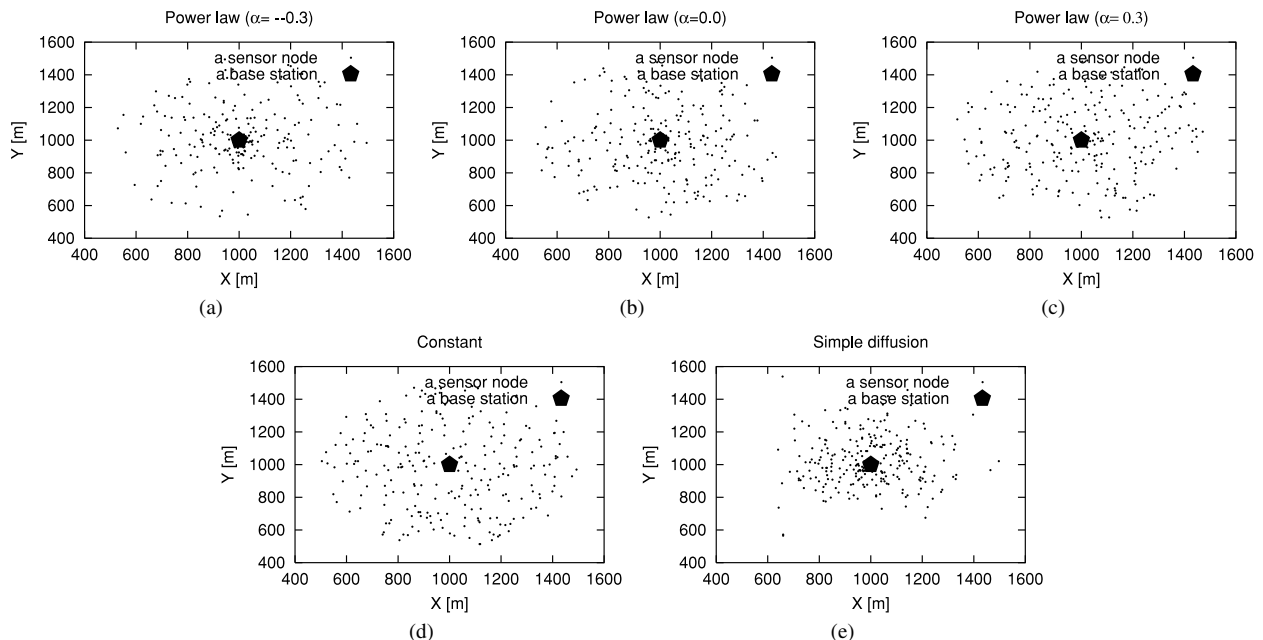 Power law (α= --0.3)
1600
1400
1200
1000
800
600
400
Y [m]
a sensor node
a base station
400 600 800 1000 1200 1400 1600
X [m]
(a)
Power law (α=0.0)
1600
1400
1200
1000
800
600
400
Y [m]
a sensor node
a base station
400 600 800 1000 1200 1400 1600
X [m]
(b)
Power law (α= 0.3)
1600
1400
1200
1000
800
600
400
Y [m]
a sensor node
a base station
400 600 800 1000 1200 1400 1600
X [m]
(c)
Constant
1600
1400
1200
1000
800
600
400
Y [m]
a sensor node
a base station
400 600 800 1000 1200 1400 1600
X [m]
(d)
Simple diffusion
1600
1400
1200
1000
800
600
400
Y [m]
a sensor node
a base station
400 600 800 1000 1200 1400 1600
X [m]
(e)